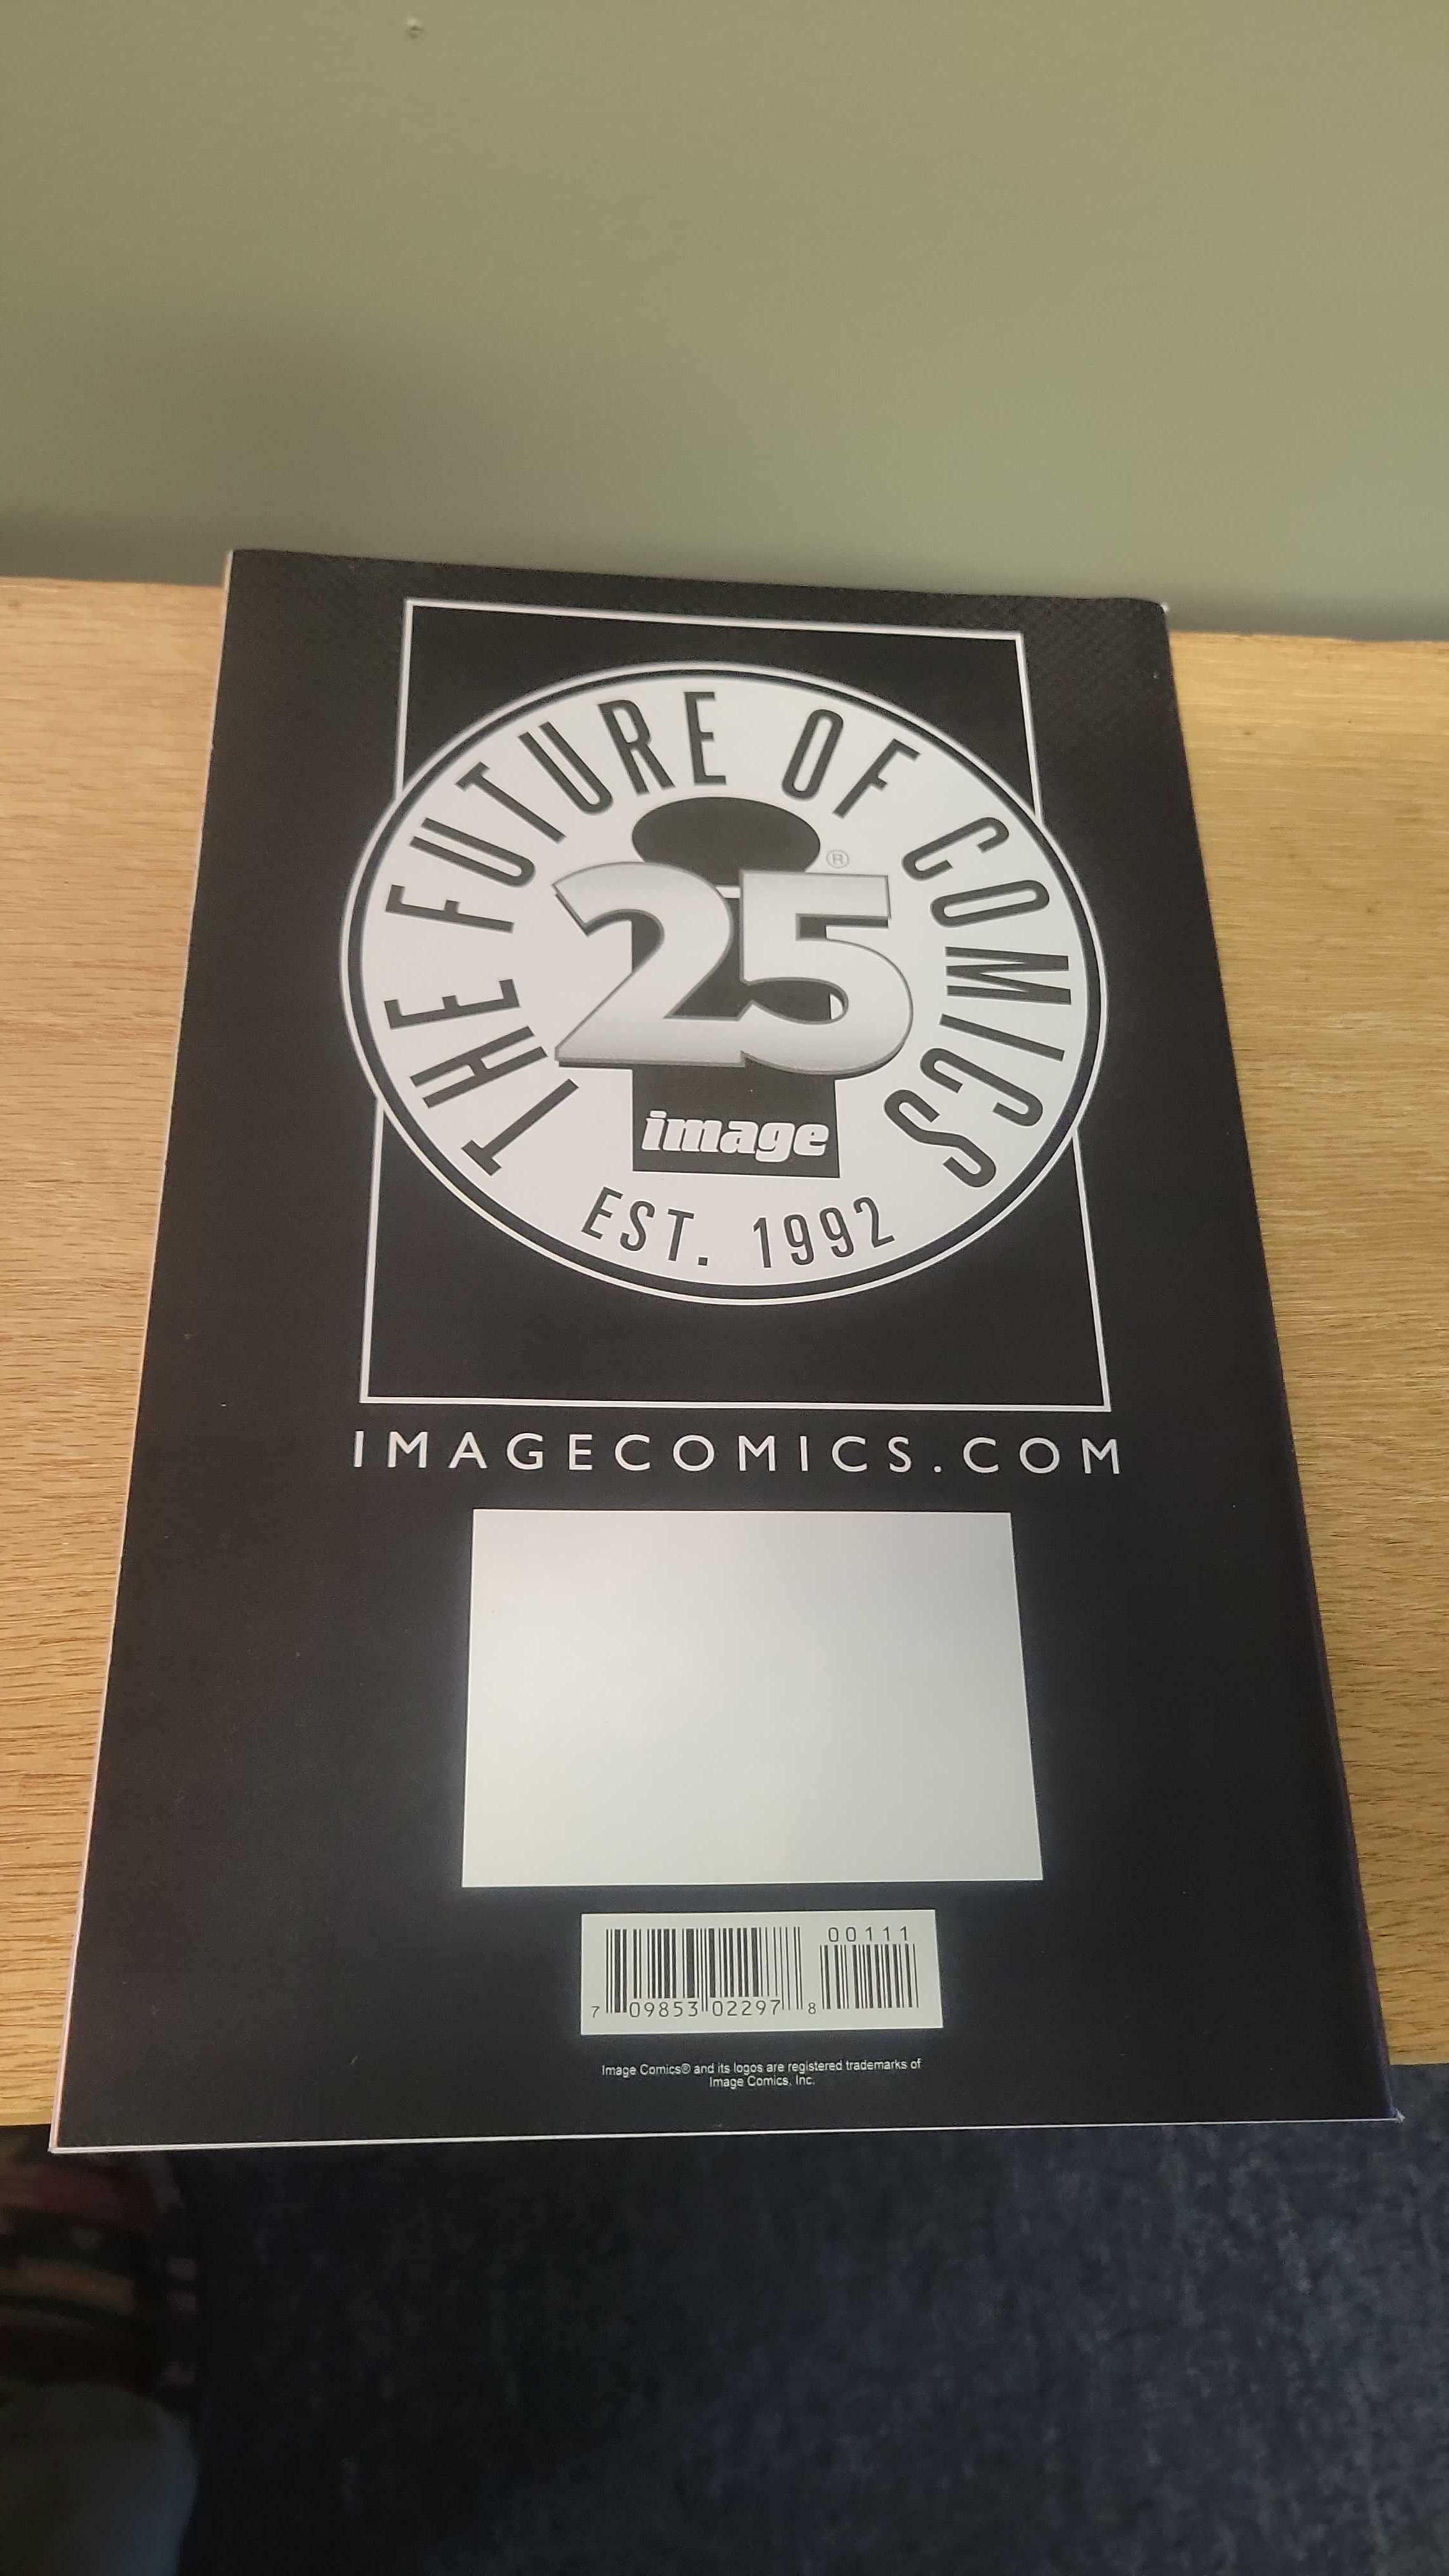 THE FUTURE OF COMICS
®
25
image
EST. 1992
IMAGECOMICS.COM
00111
7 09853 02297 8
Image Comics® and its logos are registered trademarks of
Image Comics, Inc.